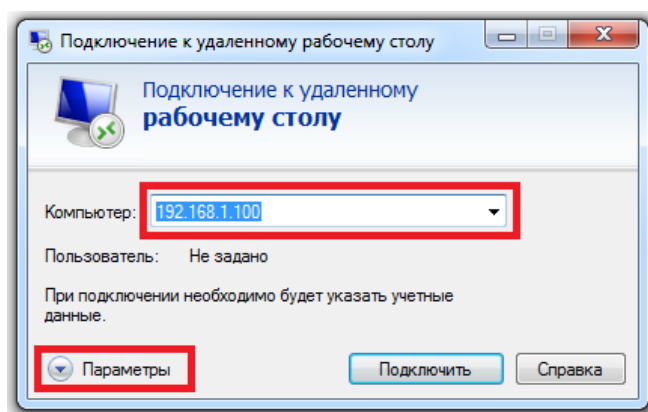 Подключение к удаленному рабочему столу
Подключение к удаленному
рабочему столу
Компьютер: 192.168.1.100
Пользователь: Не задано
При подключении необходимо будет указать учетные
данные.
Параметры Подключить Справка